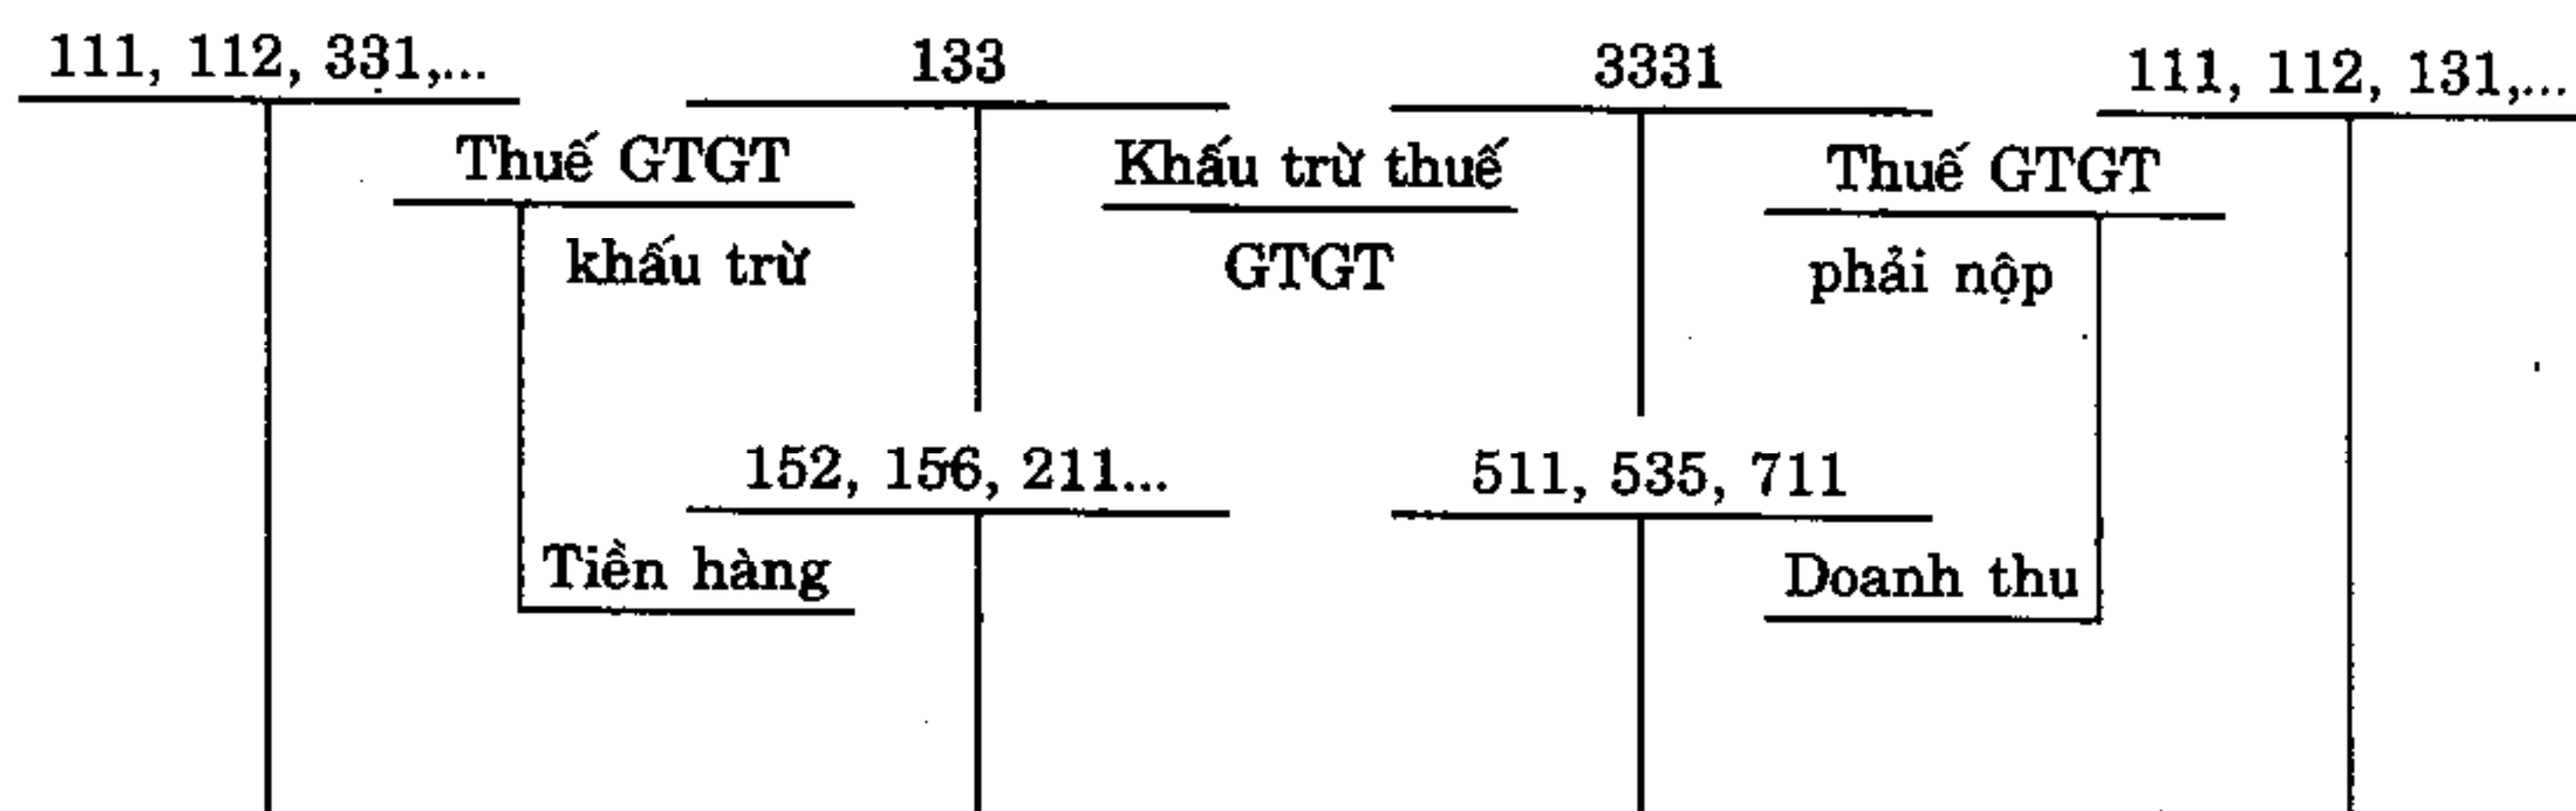 111, 112, 331,... 133 3331 111, 112, 131,...
Thuế GTGT Khấu trừ thuế Thuế GTGT
khấu trừ GTGT phải nộp
152, 156, 211... 511, 535, 711
Tiền hàng Doanh thu